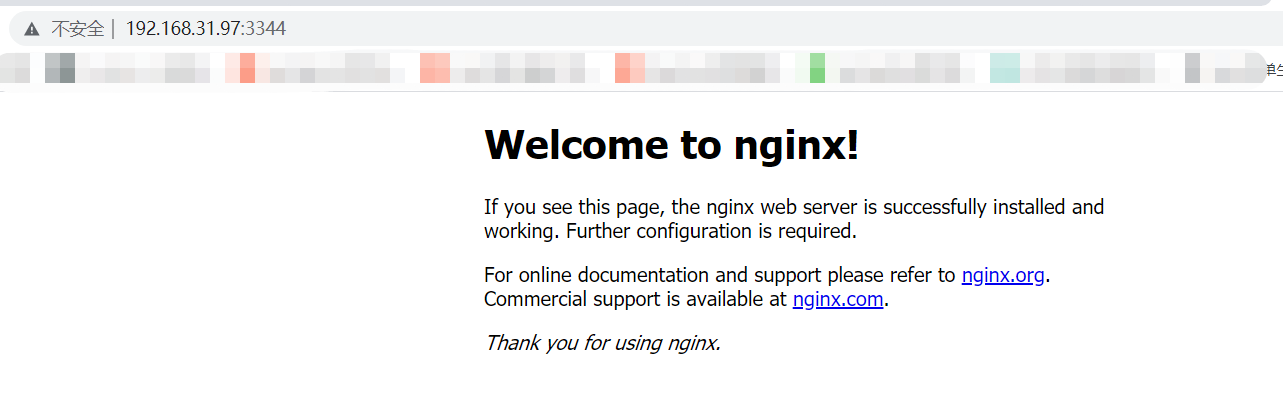 不安全 | 192.168.31.97:3344
Welcome to nginx!
If you see this page, the nginx web server is successfully installed and
working. Further configuration is required.
For online documentation and support please refer to nginx.org.
Commercial support is available at nginx.com.
Thank you for using nginx.